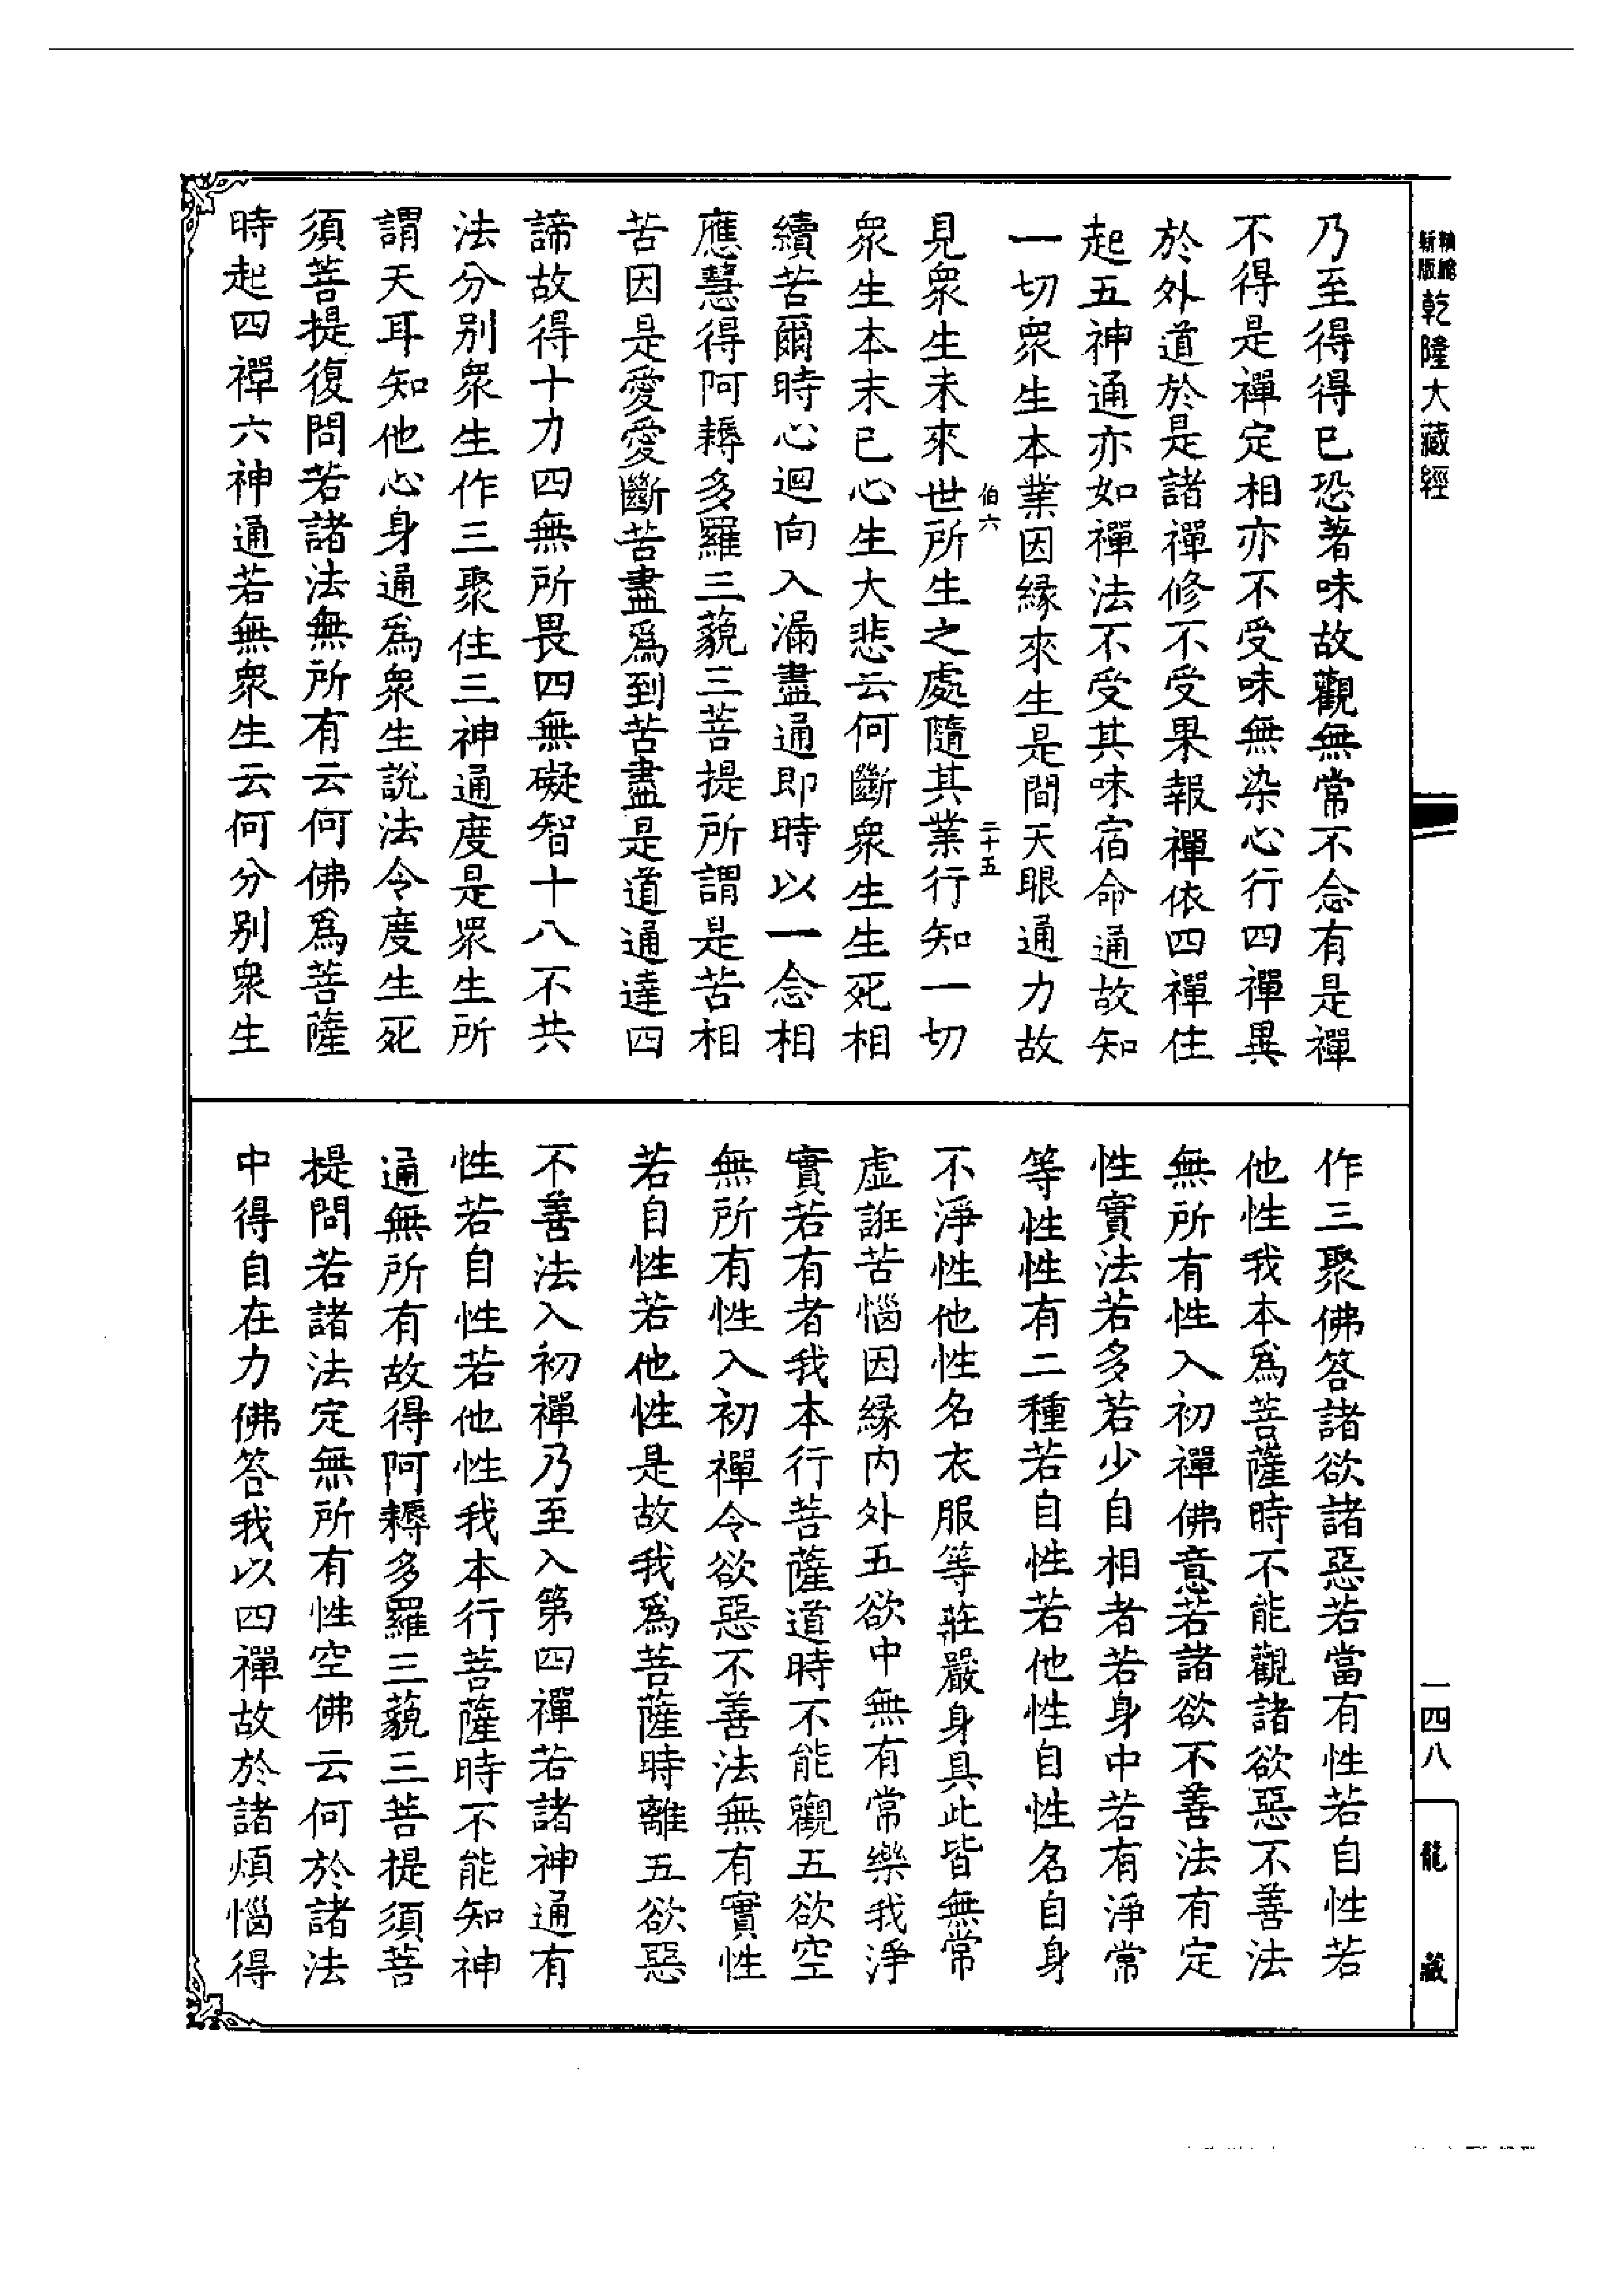 新版
精縮
乾隆大藏經
一四八
龍藏
乃至得得已恐著味故觀無常不念有是禪
不得是禪定相亦不受味無染心行四禪異
於外道於是諸禪修不受果報禪依四禪住
起五神通亦如禪法不受其味宿命通故知
一切衆生本業因緣來生是間天眼通力故
伯六
二十五
見衆生未來世所生之處隨其業行知一切
衆生本末已心生大悲云何斷衆生生死相
續苦爾時心迴向入漏盡通即時以一念相
應慧得阿耨多羅三藐三菩提所謂是苦相
苦因是愛愛斷苦盡爲到苦盡是道通達四
諦故得十力四無所畏四無礙智十八不共
法分别衆生作三聚住三神通度是衆生所
謂天耳知他心身通爲衆生說法令度生死
須菩提復問若諸法無所有云何佛爲菩薩
時起四禪六神通若無衆生云何分别衆生
作三聚佛答諸欲諸惡若當有性若自性若
他性我本爲菩薩時不能觀諸欲惡不善法
無所有性入初禪佛意若諸欲不善法有定
性實法若多若少自相者若身中若有淨常
等性性有二種若自性若他性自性名自身
不淨性他性名衣服等莊嚴身具此皆無常
虛誑苦惱因緣内外五欲中無有常樂我淨
實若有者我本行菩薩道時不能觀五欲空
無所有性入初禪今欲惡不善法無有實性
若自性若他性是故我爲菩薩時離五欲惡
不善法入初禪乃至入第四禪若諸神通有
性若自性若他性我本行菩薩時不能知神
通無所有故得阿耨多羅三藐三菩提須菩
提問若諸法定無所有性空佛云何於諸法
中得自在力佛答我以四禪故於諸煩惱得